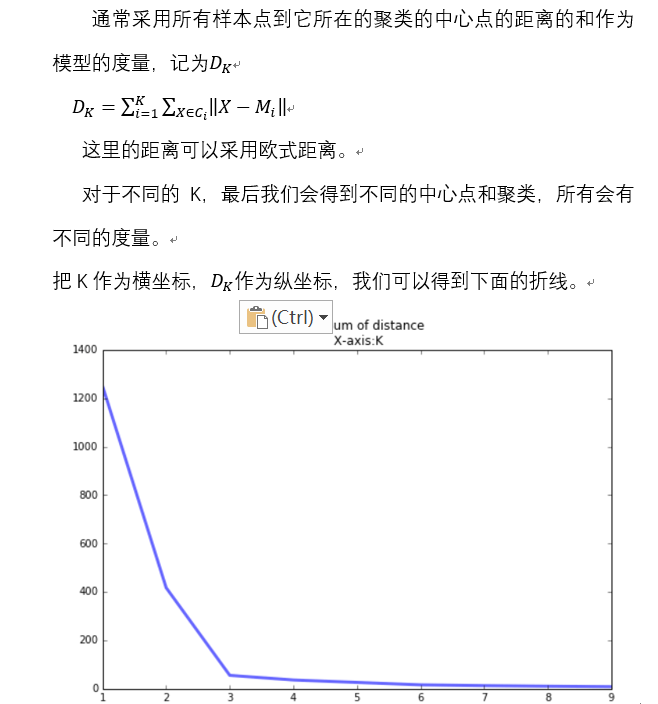 通常采用所有样本点到它所在的聚类的中心点的距离的和作为
模型的度量，记为D_K
D_K = ∑_{i=1}^{K} ∑_{X∈C_i} ‖X − M_i‖
这里的距离可以采用欧式距离。
对于不同的 K，最后我们会得到不同的中心点和聚类，所有会有
不同的度量。
把 K 作为横坐标，D_K作为纵坐标，我们可以得到下面的折线。
(Ctrl)
um of distance
X-axis:K
1400
1200
1000
800
600
400
200
0
1 2 3 4 5 6 7 8 9